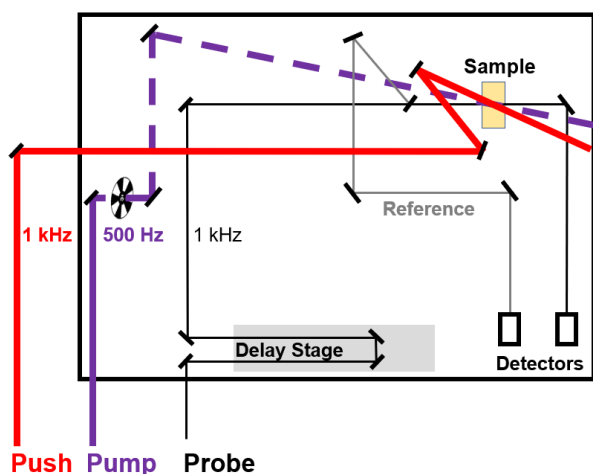 Sample
Reference
1 kHz
500 Hz
1 kHz
Delay Stage
Detectors
Push
Pump
Probe